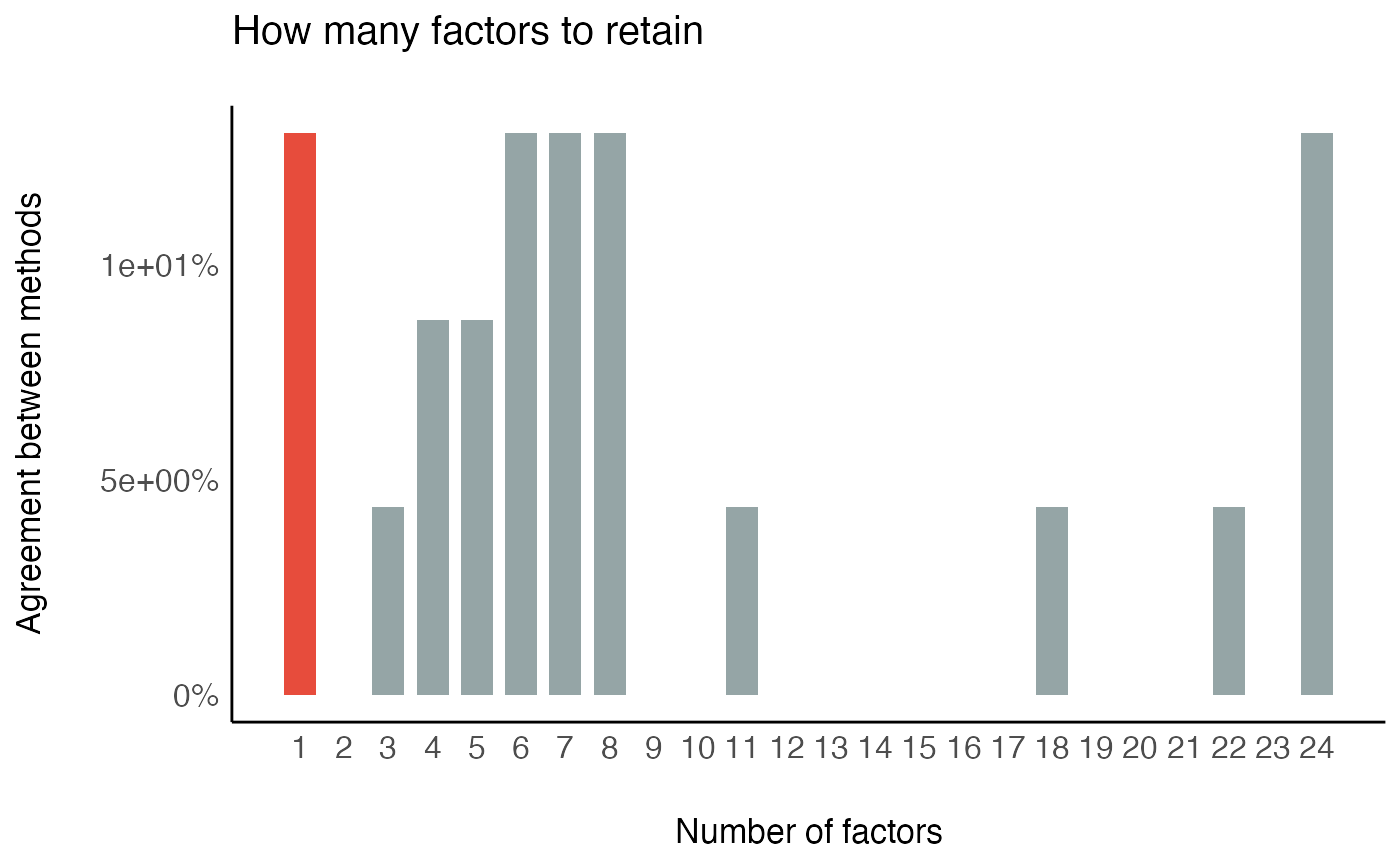 How many factors to retain
Agreement between methods
1e+01%
5e+00%
0%
1 2 3 4 5 6 7 8 9 10 11 12 13 14 15 16 17 18 19 20 21 22 23 24
Number of factors